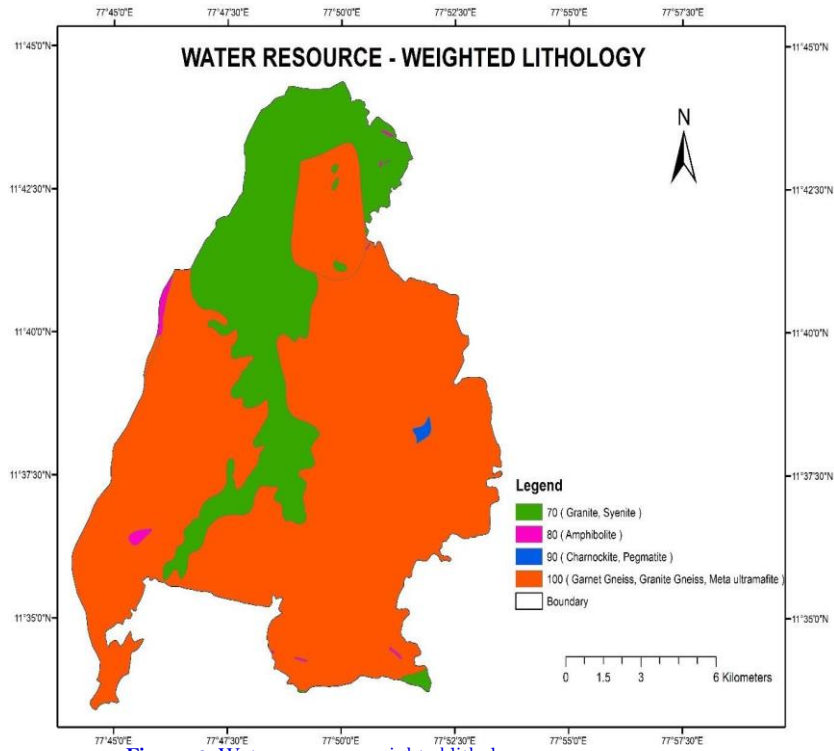 77°45'0"E 77°47'30"E 77°50'0"E 77°52'30"E 77°55'0"E 77°57'30"E
11°45'0"N 11°45'0"N
WATER RESOURCE - WEIGHTED LITHOLOGY
N
11°42'30"N 11°42'30"N
11°40'0"N 11°40'0"N
11°37'30"N 11°37'30"N
Legend
70 ( Granite, Syenite )
80 ( Amphibolite )
90 ( Charnockite, Pegmatite )
100 ( Garnet Gneiss, Granite Gneiss, Meta ultramafite )
Boundary
11°35'0"N 11°35'0"N
0 1.5 3 6 Kilometers
77°45'0"E 77°47'30"E 77°50'0"E 77°52'30"E 77°55'0"E 77°57'30"E